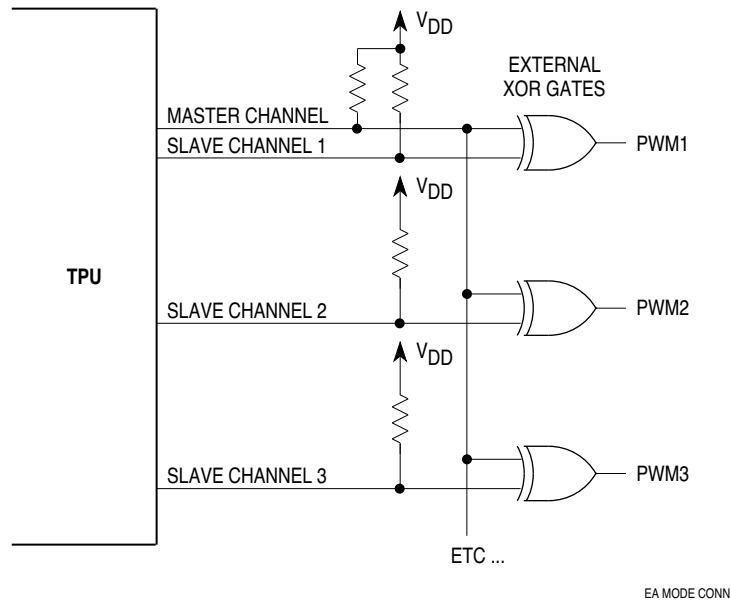 VDD
EXTERNAL
XOR GATES
MASTER CHANNEL
SLAVE CHANNEL 1
PWM1
VDD
TPU
SLAVE CHANNEL 2
PWM2
VDD
SLAVE CHANNEL 3
PWM3
ETC ...
EA MODE CONN